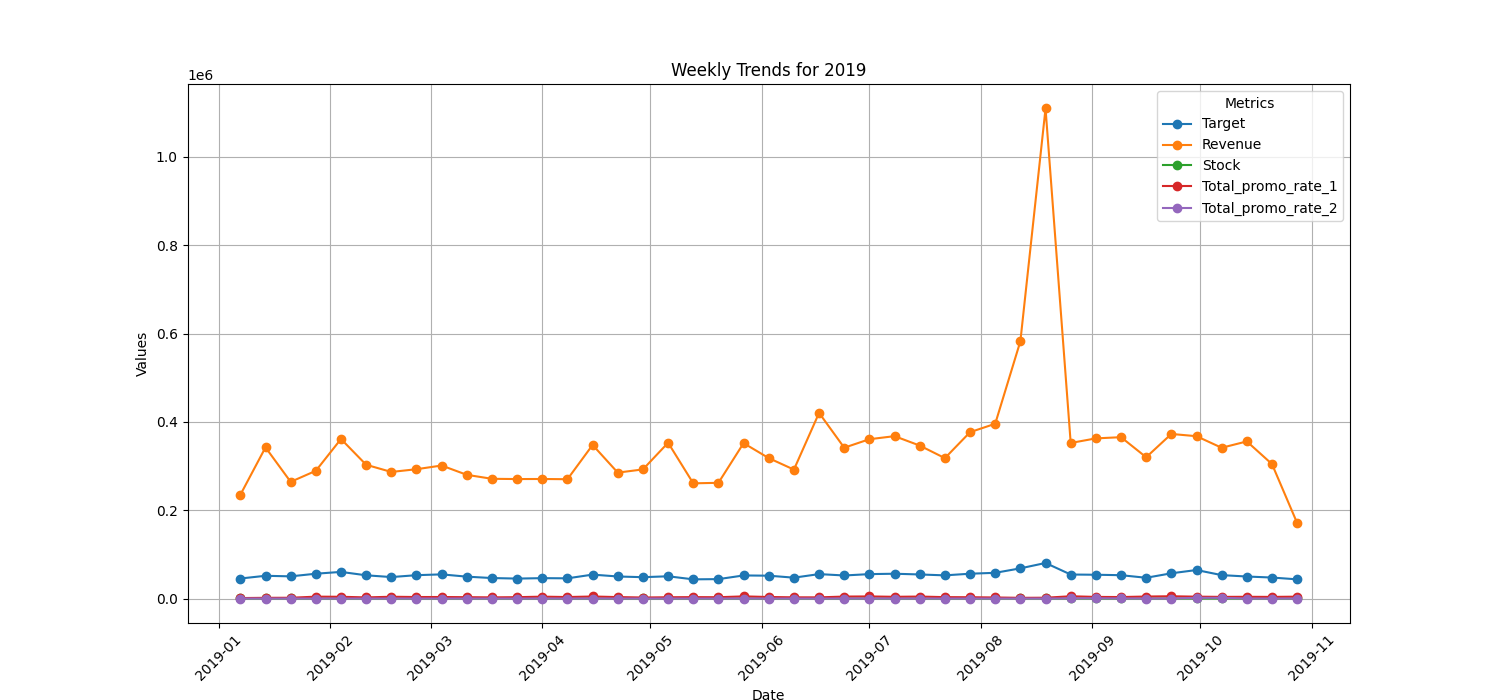 Weekly Trends for 2019
1e6
Metrics
Target
Revenue
Stock
Total_promo_rate_1
Total_promo_rate_2
Values
1.0
0.8
0.6
0.4
0.2
0.0
2019-01
2019-02
2019-03
2019-04
2019-05
2019-06
2019-07
2019-08
2019-09
2019-10
2019-11
Date